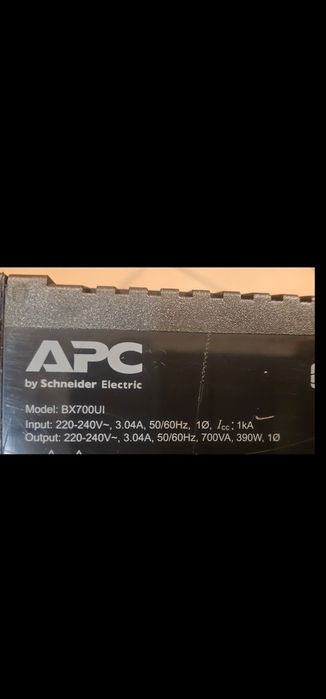 APC
by Schneider Electric
Model: BX700UI
Input: 220-240V~, 3.04A, 50/60Hz, 1Ø, Icc: 1kA
Output: 220-240V~, 3.04A, 50/60Hz, 700VA, 390W, 1Ø